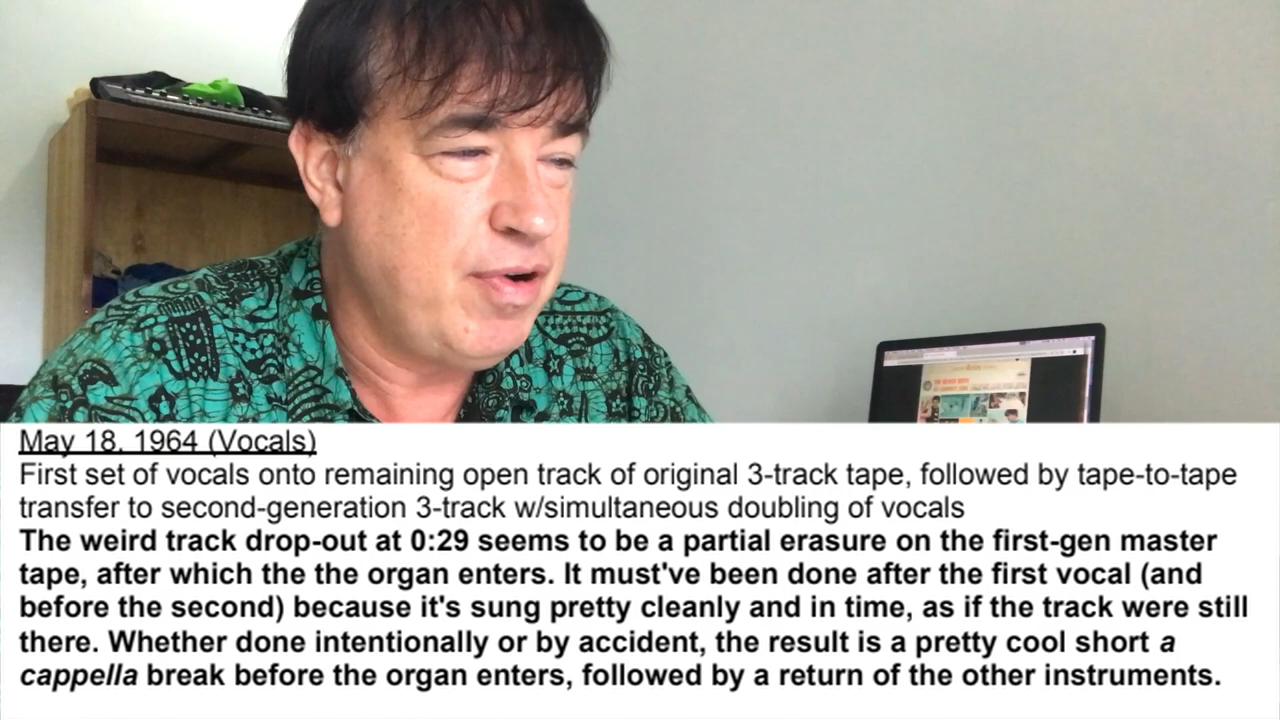 May 18, 1964 (Vocals)
First set of vocals onto remaining open track of original 3-track tape, followed by tape-to-tape
transfer to second-generation 3-track w/simultaneous doubling of vocals
The weird track drop-out at 0:29 seems to be a partial erasure on the first-gen master
tape, after which the the organ enters. It must've been done after the first vocal (and
before the second) because it's sung pretty cleanly and in time, as if the track were still
there. Whether done intentionally or by accident, the result is a pretty cool short a
cappella break before the organ enters, followed by a return of the other instruments.